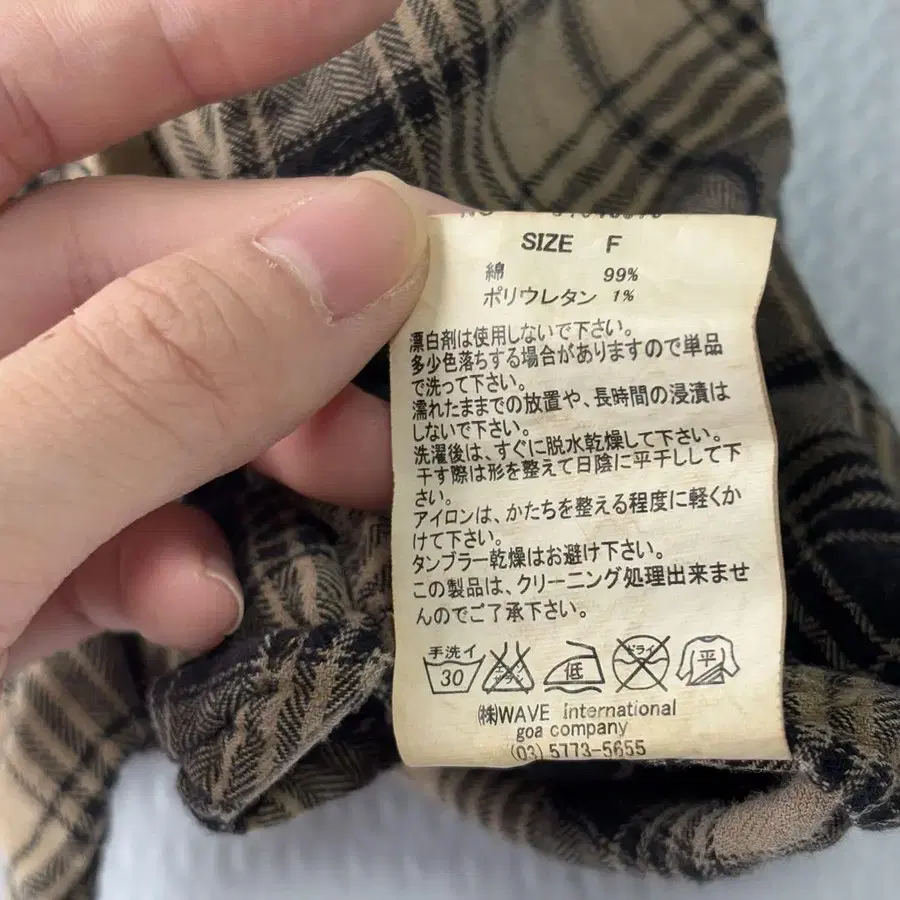 SIZE F
綿 99%
ポリウレタン 1%
漂白剤は使用しないで下さい。
多少色落ちする場合がありますので単品
で洗って下さい。
濡れたままでの放置や、長時間の浸漬は
しないで下さい。
洗濯後は、すぐに脱水乾燥して下さい。
干す際は形を整えて日陰に平干しして下
さい。
アイロンは、かたちを整える程度に軽くか
けて下さい。
タンブラー乾燥はお避け下さい。
この製品は、クリーニング処理出来ませ
んのでご了承下さい。
手洗イ
30 低 ドライ 平
㈱WAVE international
goa company
(03)5773-5655